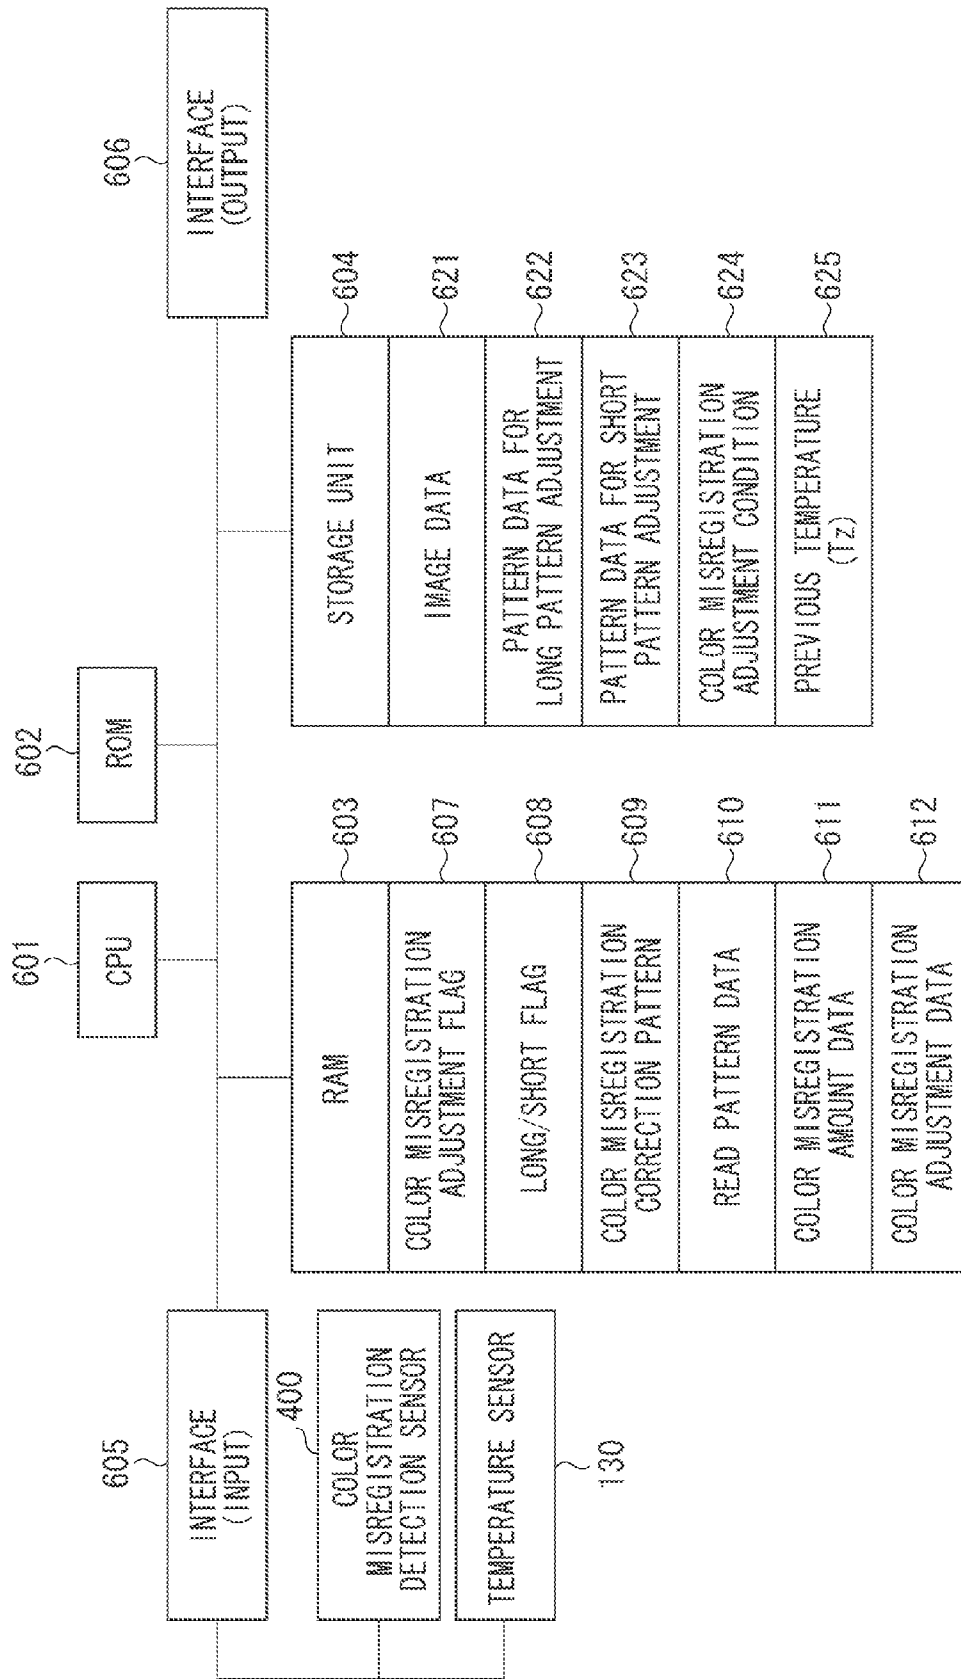 601
CPU
602
ROM
605
INTERFACE
(INPUT)
606
INTERFACE
(OUTPUT)
400
COLOR
MISREGISTRATION
DETECTION SENSOR
TEMPERATURE SENSOR
130
RAM
603
COLOR MISREGISTRATION
ADJUSTMENT FLAG
607
LONG/SHORT FLAG
608
COLOR MISREGISTRATION
CORRECTION PATTERN
609
READ PATTERN DATA
610
COLOR MISREGISTRATION
AMOUNT DATA
611
COLOR MISREGISTRATION
ADJUSTMENT DATA
612
STORAGE UNIT
604
IMAGE DATA
621
PATTERN DATA FOR
LONG PATTERN ADJUSTMENT
622
PATTERN DATA FOR SHORT
PATTERN ADJUSTMENT
623
COLOR MISREGISTRATION
ADJUSTMENT CONDITION
624
PREVIOUS TEMPERATURE
(Tz)
625